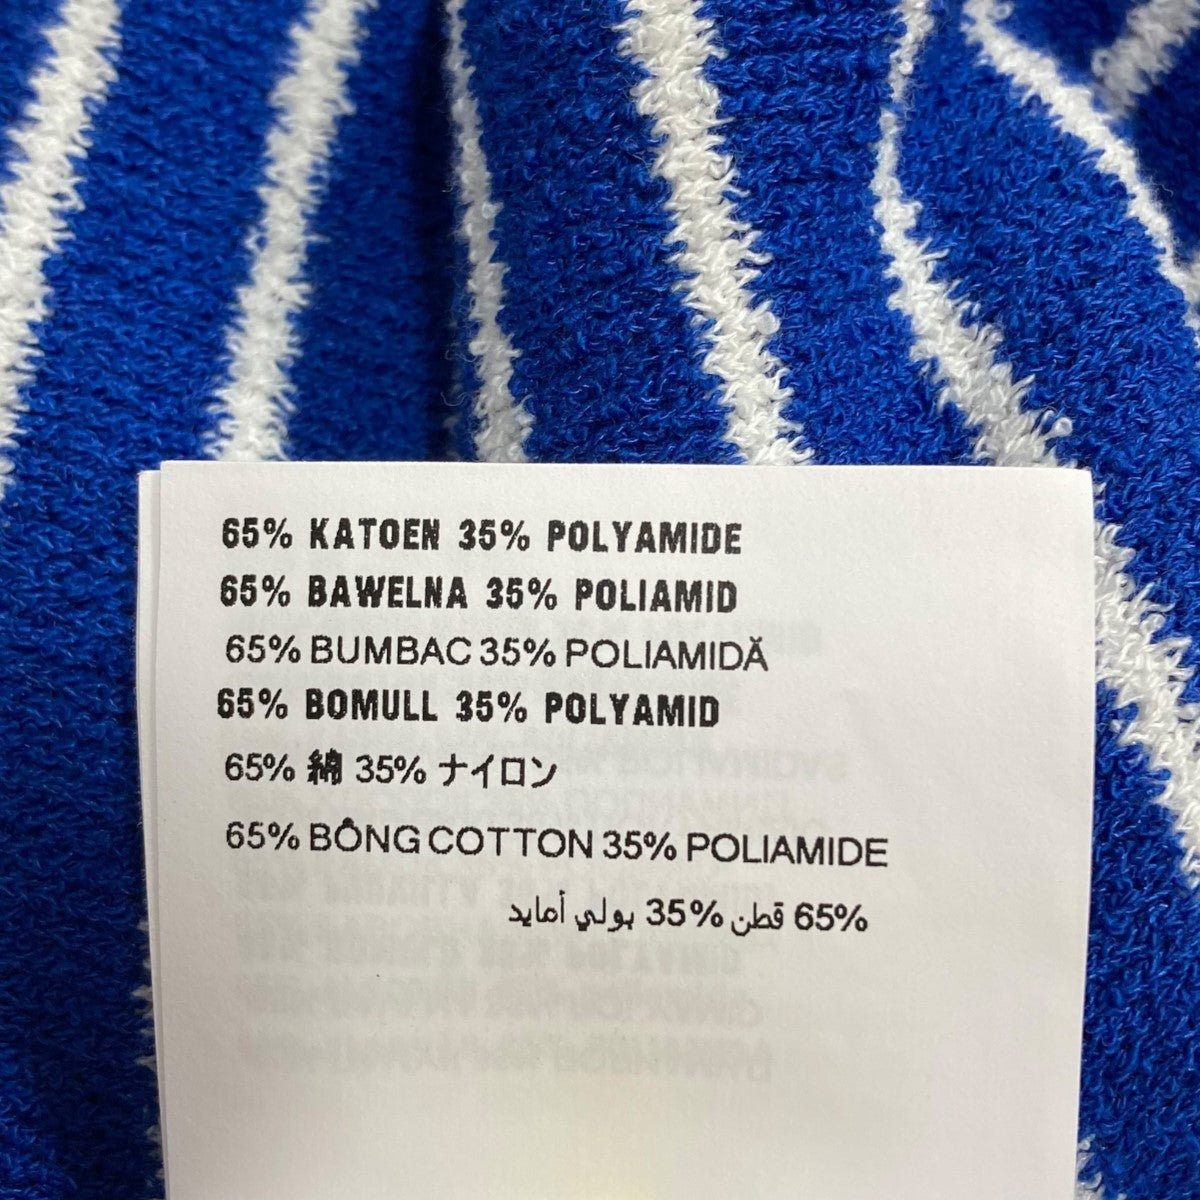 65% KATOEN 35% POLYAMIDE
65% BAWELNA 35% POLIAMID
65% BUMBAC 35% POLIAMIDĂ
65% BOMULL 35% POLYAMID
65% 綿 35% ナイロン
65% BÔNG COTTON 35% POLIAMIDE
65% قطن 35% بولي أمايد